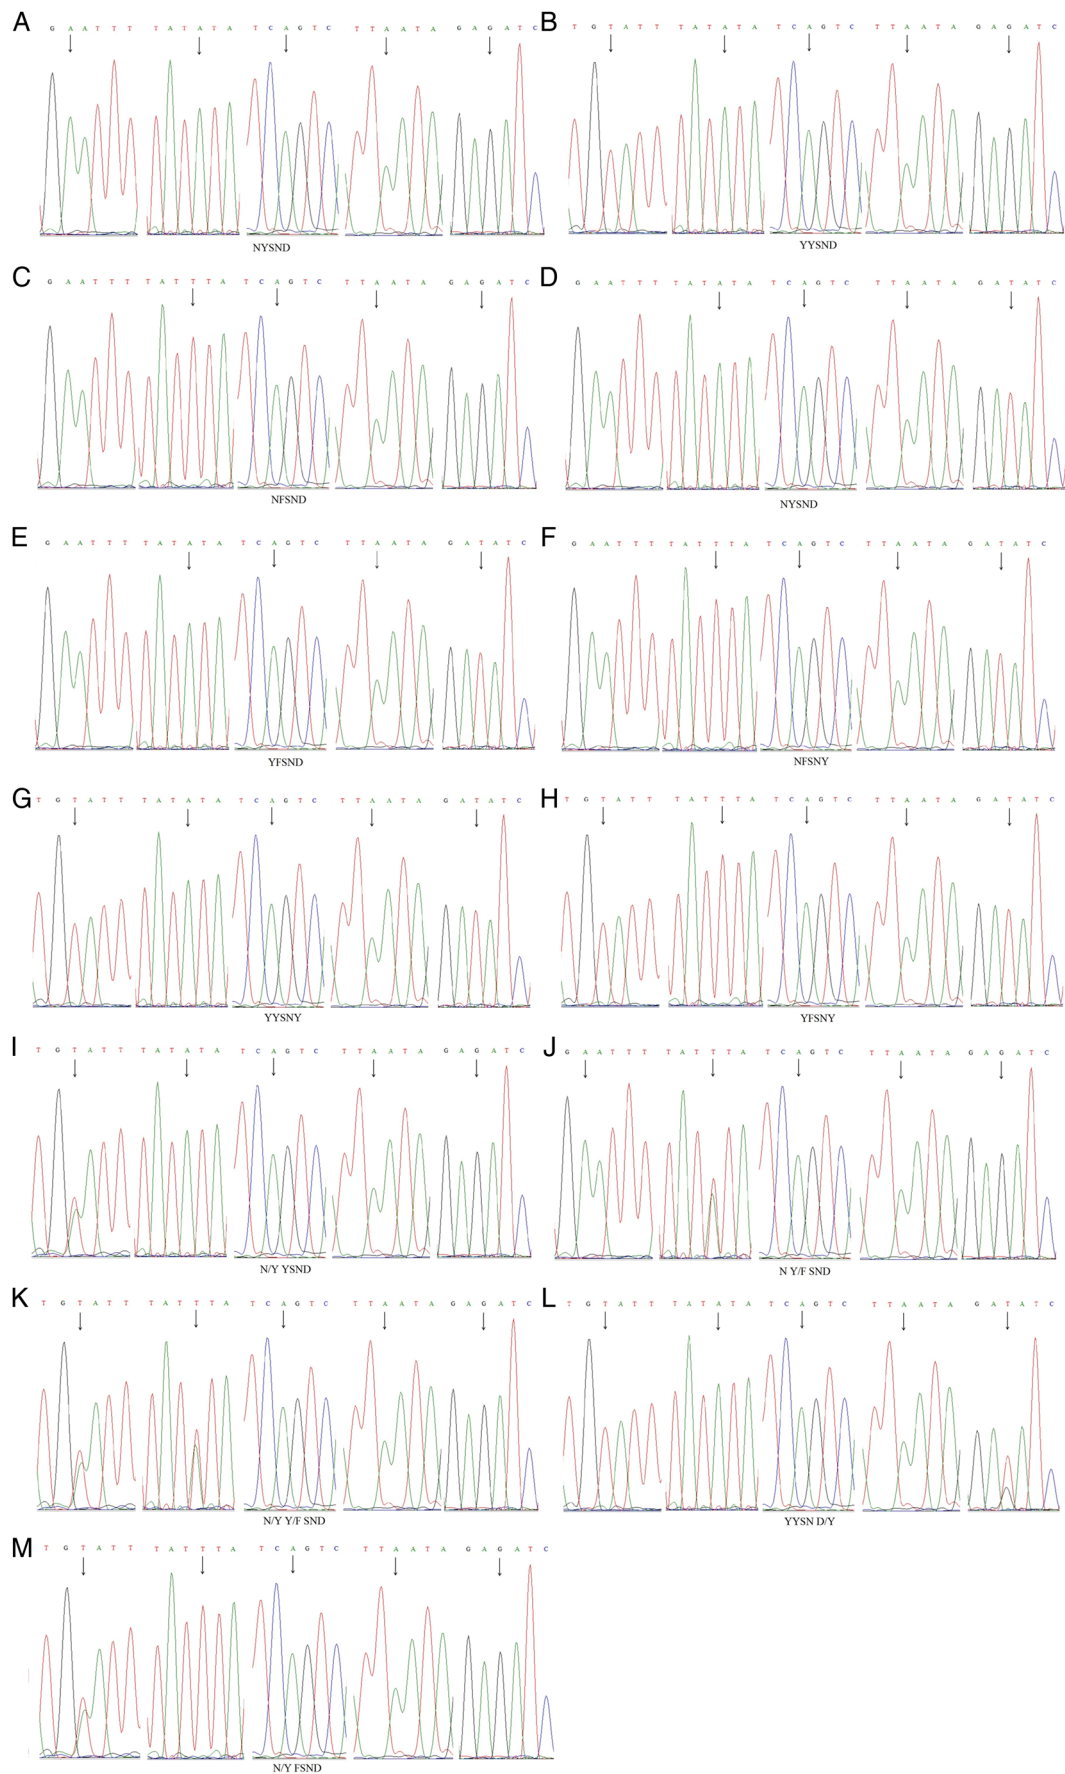 A G A A T T T T A T A T A T C A G T C T T A A T A G A G A T C
NYSND
B T G T A T T T A T A T A T C A G T C T T A A T A G A G A T C
YYSND
C G A A T T T T A T T T A T C A G T C T T A A T A G A G A T C
NFSND
D G A A T T T T A T A T A T C A G T C T T A A T A G A T A T C
NYSND
E G A A T T T T A T A T A T C A G T C T T A A T A G A T A T C
YFSND
F G A A T T T T A T T T A T C A G T C T T A A T A G A T A T C
NFSNY
G T G T A T T T A T A T A T C A G T C T T A A T A G A T A T C
YYSNY
H T G T A T T T A T T T A T C A G T C T T A A T A G A T A T C
YFSNY
I T G T A T T T A T A T A T C A G T C T T A A T A G A G A T C
N/Y YSND
J G A A T T T T A T T T A T C A G T C T T A A T A G A G A T C
N Y/F SND
K T G T A T T T A T T T A T C A G T C T T A A T A G A G A T C
N/Y Y/F SND
L T G T A T T T A T A T A T C A G T C T T A A T A G A T A T C
YYSN D/Y
M T G T A T T T A T T T A T C A G T C T T A A T A G A G A T C
N/Y FSND